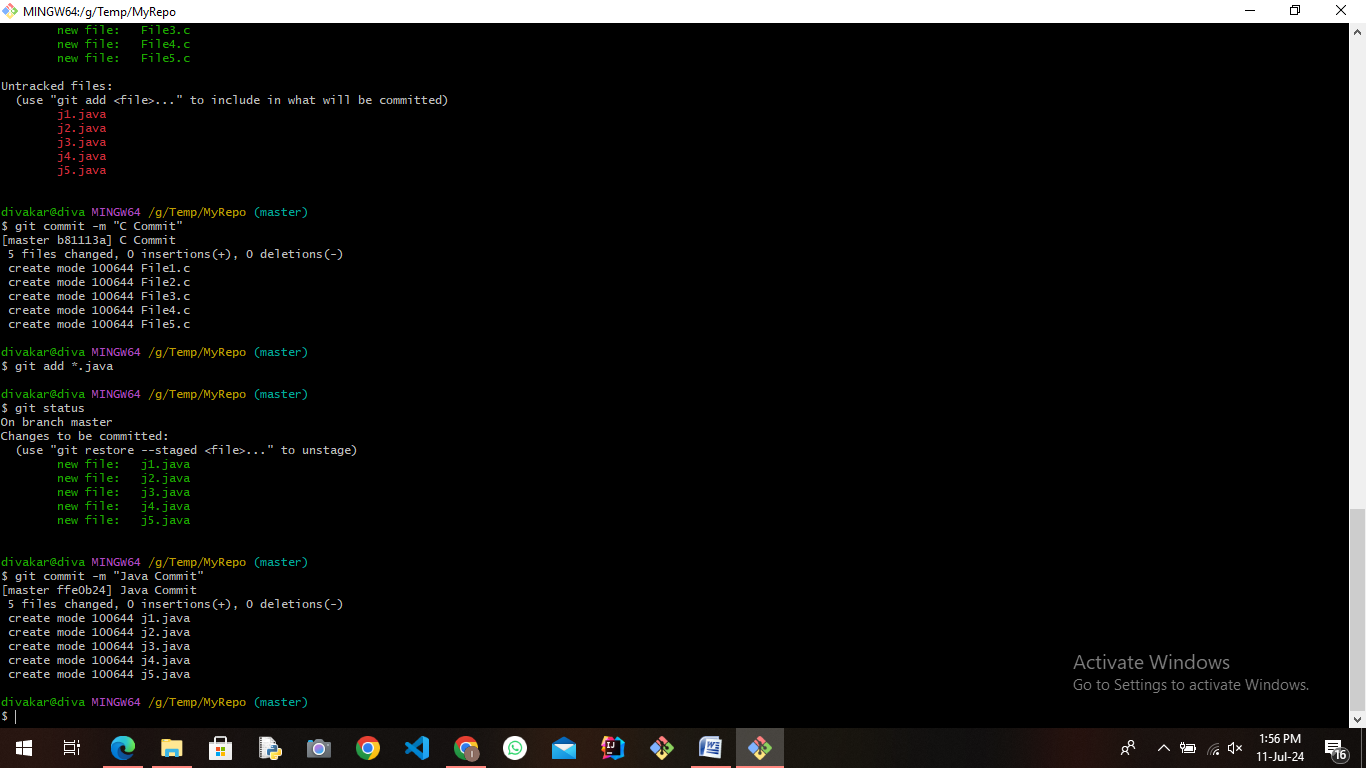 MINGW64:/g/Temp/MyRepo
new file:   File3.c
new file:   File4.c
new file:   File5.c
Untracked files:
(use "git add <file>..." to include in what will be committed)
j1.java
j2.java
j3.java
j4.java
j5.java
divakar@diva MINGW64 /g/Temp/MyRepo (master)
$ git commit -m "C Commit"
[master b81113a] C Commit
5 files changed, 0 insertions(+), 0 deletions(-)
create mode 100644 File1.c
create mode 100644 File2.c
create mode 100644 File3.c
create mode 100644 File4.c
create mode 100644 File5.c
divakar@diva MINGW64 /g/Temp/MyRepo (master)
$ git add *.java
divakar@diva MINGW64 /g/Temp/MyRepo (master)
$ git status
On branch master
Changes to be committed:
(use "git restore --staged <file>..." to unstage)
new file:   j1.java
new file:   j2.java
new file:   j3.java
new file:   j4.java
new file:   j5.java
divakar@diva MINGW64 /g/Temp/MyRepo (master)
$ git commit -m "Java Commit"
[master ffe0b24] Java Commit
5 files changed, 0 insertions(+), 0 deletions(-)
create mode 100644 j1.java
create mode 100644 j2.java
create mode 100644 j3.java
create mode 100644 j4.java
create mode 100644 j5.java
divakar@diva MINGW64 /g/Temp/MyRepo (master)
$
Activate Windows
Go to Settings to activate Windows.
1:56 PM
11-Jul-24
16